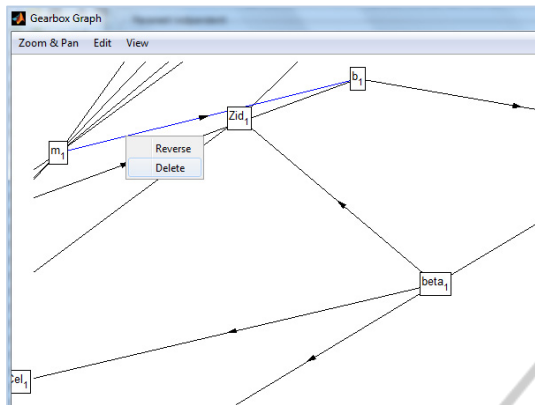 Gearbox Graph
Zoom & Pan Edit View
b1
Zid1
m1
Reverse
Delete
beta1
Cel1